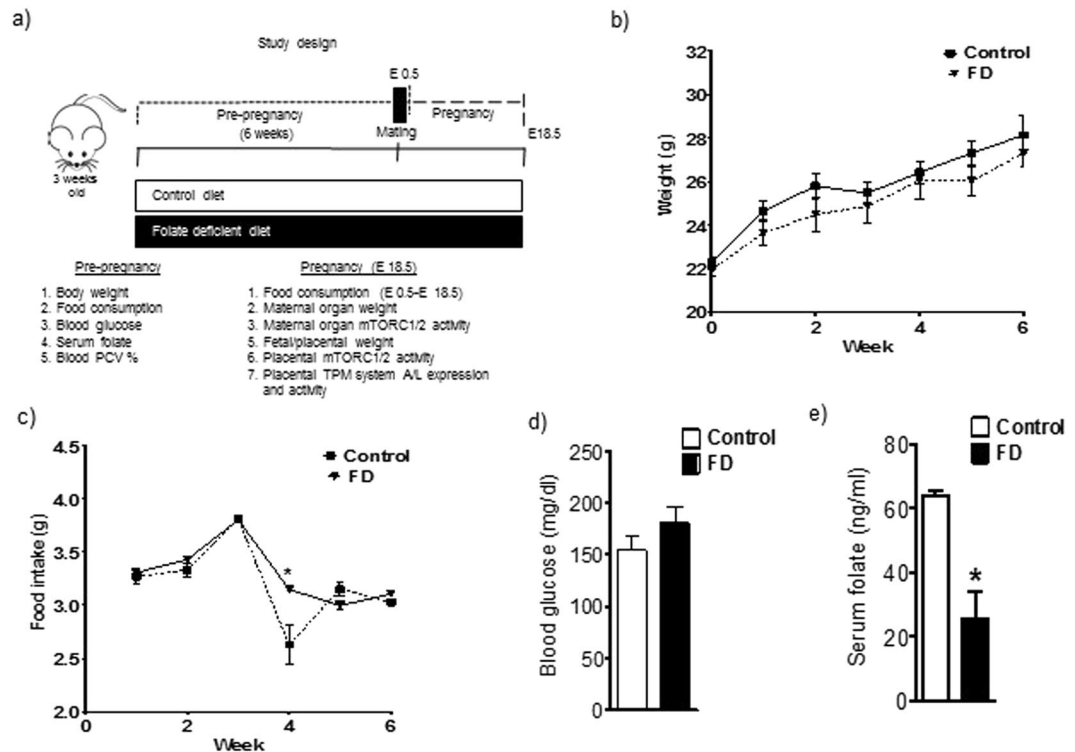 a)
Study design
E 0.5
Pre-pregnancy
(6 weeks)
Mating
Pregnancy
E18.5
3 weeks
old
Control diet
Folate deficient diet
Pre-pregnancy
1. Body weight
2. Food consumption
3. Blood glucose
4. Serum folate
5. Blood PCV %
Pregnancy (E 18.5)
1. Food consumption (E 0.5-E 18.5)
2. Maternal organ weight
3. Maternal organ mTORC1/2 activity
5. Fetal/placental weight
6. Placental mTORC1/2 activity
7. Placental TPM system A/L expression
and activity
b)
Control
FD
Weight (g)
30
28
26
24
22
20
0
2
4
6
Week
c)
Control
FD
Food intake (g)
4.5
4.0
3.5
3.0
2.5
2.0
*
0
2
4
6
Week
d)
Control
FD
Blood glucose (mg/dl)
250
200
150
100
50
0
e)
Control
FD
Serum folate (ng/ml)
80
60
40
20
0
*